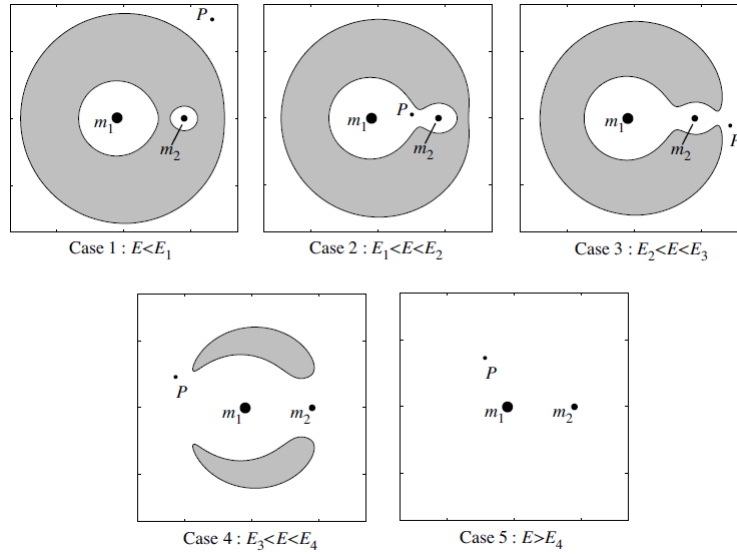 P
m₁
m₂
Case 1 : E<E₁
P
m₁
m₂
Case 2 : E₁<E<E₂
P
m₁
m₂
Case 3 : E₂<E<E₃
P
m₁
m₂
Case 4 : E₃<E<E₄
P
m₁
m₂
Case 5 : E>E₄